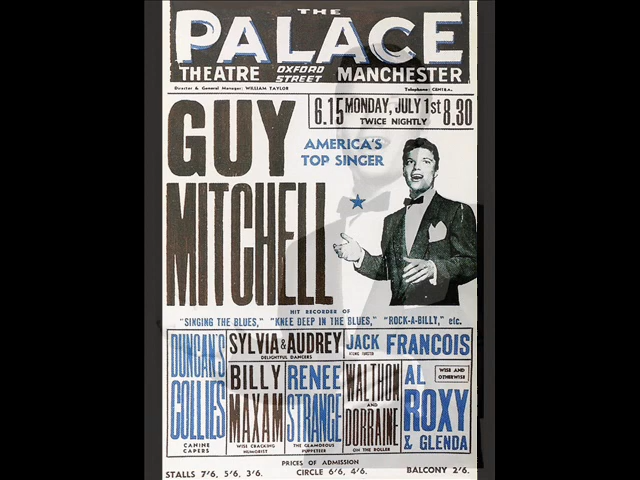 THE
PALACE
THEATRE OXFORD STREET MANCHESTER
Director & General Manager: WILLIAM TAYLOR
Telephone: CENTRAL
6.15 MONDAY, JULY 1st 8.30
TWICE NIGHTLY
GUY
MITCHELL
AMERICA'S
TOP SINGER
HIT RECORDER OF
"SINGING THE BLUES," "KNEE DEEP IN THE BLUES," "ROCK-A-BILLY," etc.
DUNCAN'S
COLLIES
CANINE
CAPERS
SYLVIA & AUDREY
DELIGHTFUL DANCERS
JACK FRANCOIS
BILLY
MAXAM
WISE CRACKING
HUMORIST
RENEE
STRANGE
THE GLAMOROUS
PUPPETEER
WALTHON
AND
DORRAINE
ON THE ROLLER
WISE AND
OTHERWISE
AL
ROXY
& GLENDA
PRICES OF ADMISSION
STALLS 7'6, 5'6, 3'6. CIRCLE 6'6, 4'6. BALCONY 2'6.